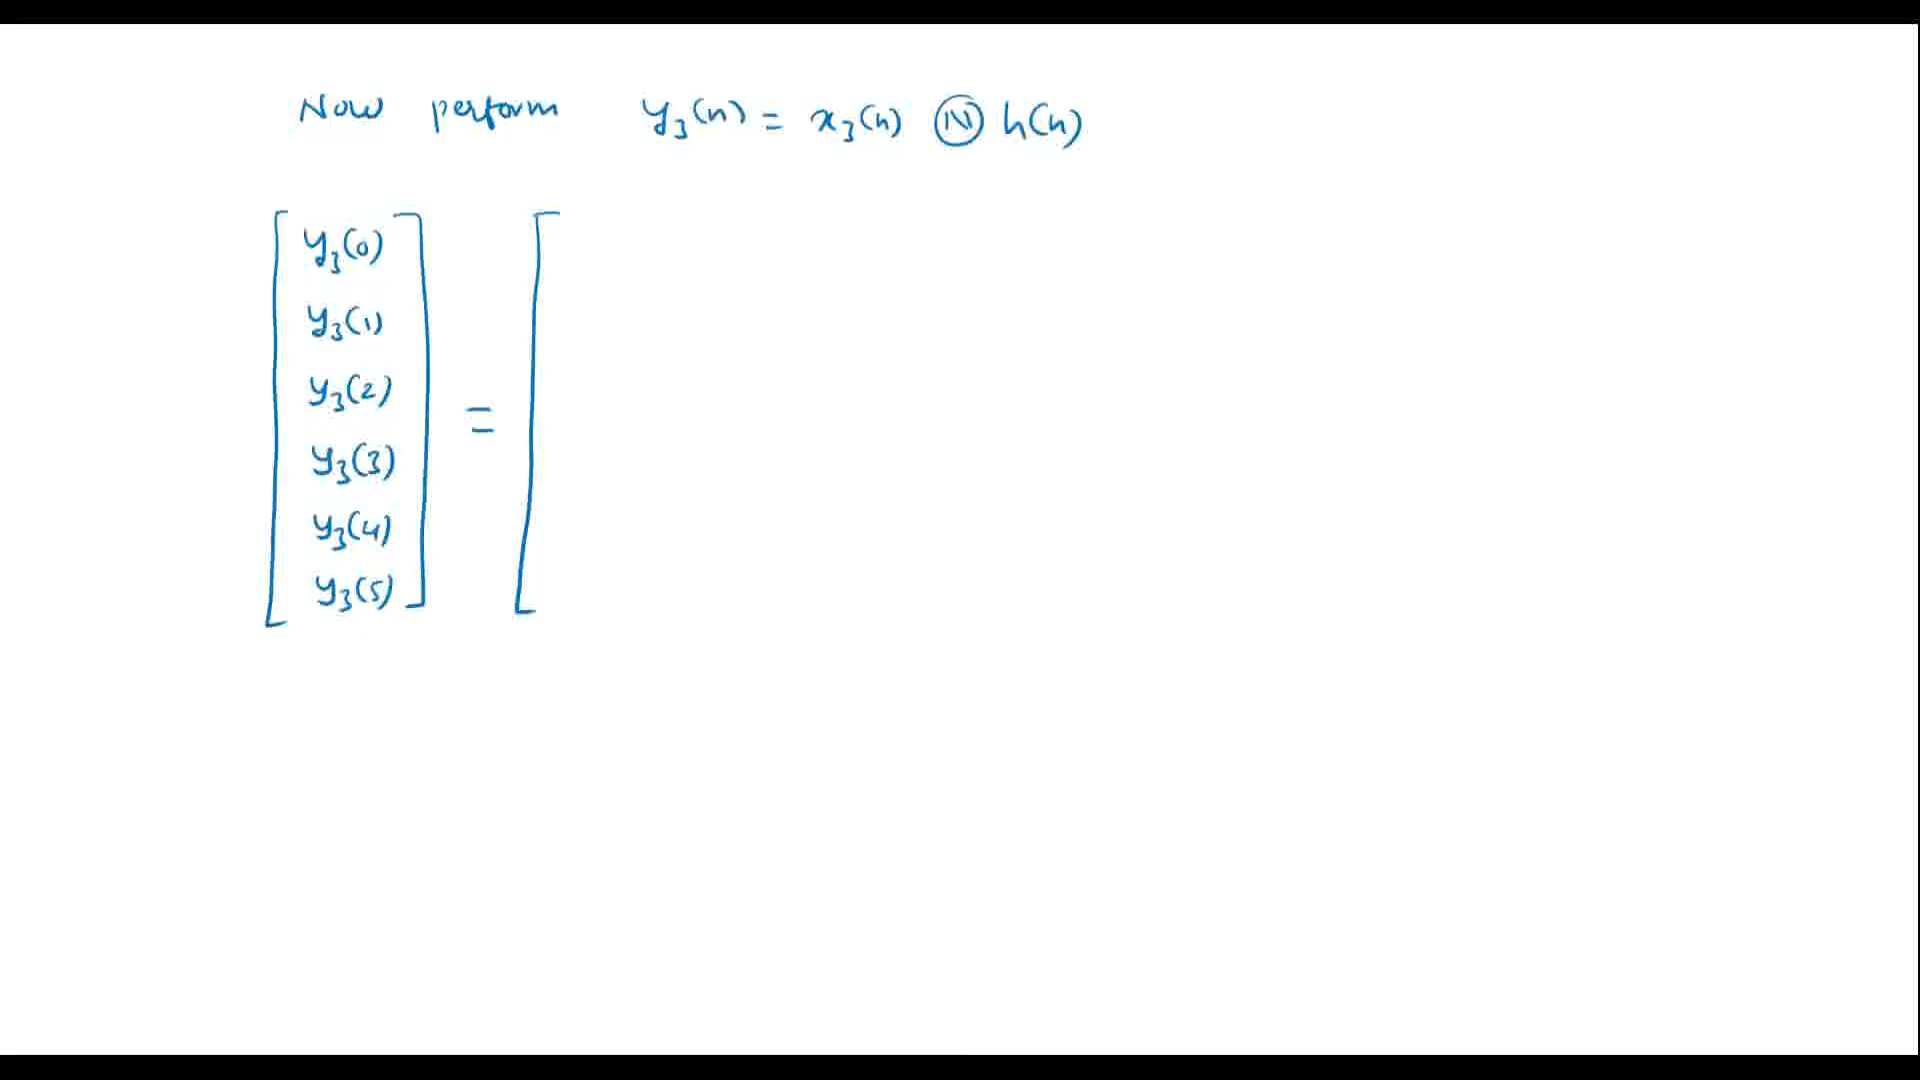 Now perform y₃(n) = x₃(n) Ⓝ h(n)
y₃(0)
y₃(1)
y₃(2)
=
y₃(3)
y₃(4)
y₃(5)